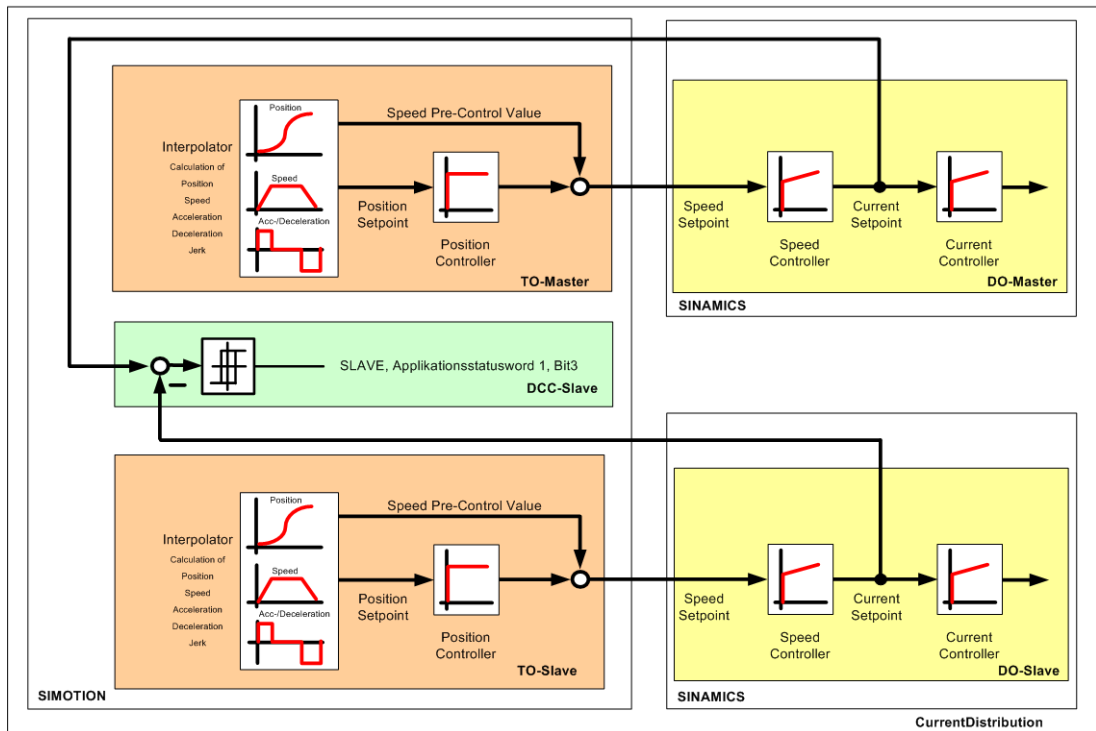 Position
Speed Pre-Control Value
Interpolator
Calculation of
Position
Speed
Acceleration
Deceleration
Jerk
Speed
Acc-/Deceleration
Position
Setpoint
Position
Controller
TO-Master
Speed
Setpoint
Speed
Controller
Current
Setpoint
Current
Controller
DO-Master
SINAMICS
SLAVE, Applikationsstatusword 1, Bit3
DCC-Slave
Position
Speed Pre-Control Value
Interpolator
Calculation of
Position
Speed
Acceleration
Deceleration
Jerk
Speed
Acc-/Deceleration
Position
Setpoint
Position
Controller
TO-Slave
SIMOTION
Speed
Setpoint
Speed
Controller
Current
Setpoint
Current
Controller
DO-Slave
SINAMICS
CurrentDistribution